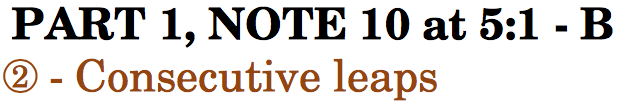 PART 1, NOTE 10 at 5:1 - B
② - Consecutive leaps